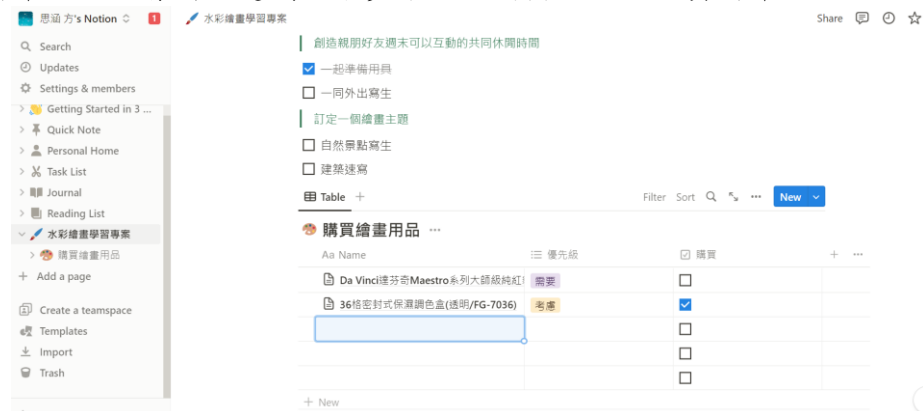 思涵 方's Notion 1 水彩繪畫學習專案 Share
Search
Updates
Settings & members
Getting Started in 3 ...
Quick Note
Personal Home
Task List
Journal
Reading List
水彩繪畫學習專案
購買繪畫用品
Add a page
Create a teamspace
Templates
Import
Trash
創造親朋好友週末可以互動的共同休閒時間
一起準備用具
一同外出寫生
訂定一個繪畫主題
自然景點寫生
建築速寫
Table Filter Sort New
購買繪畫用品
Aa Name 優先級 購買
Da Vinci達芬奇Maestro系列大師級純紅 需要
36格密封式保濕調色盒(透明/FG-7036) 考慮
New